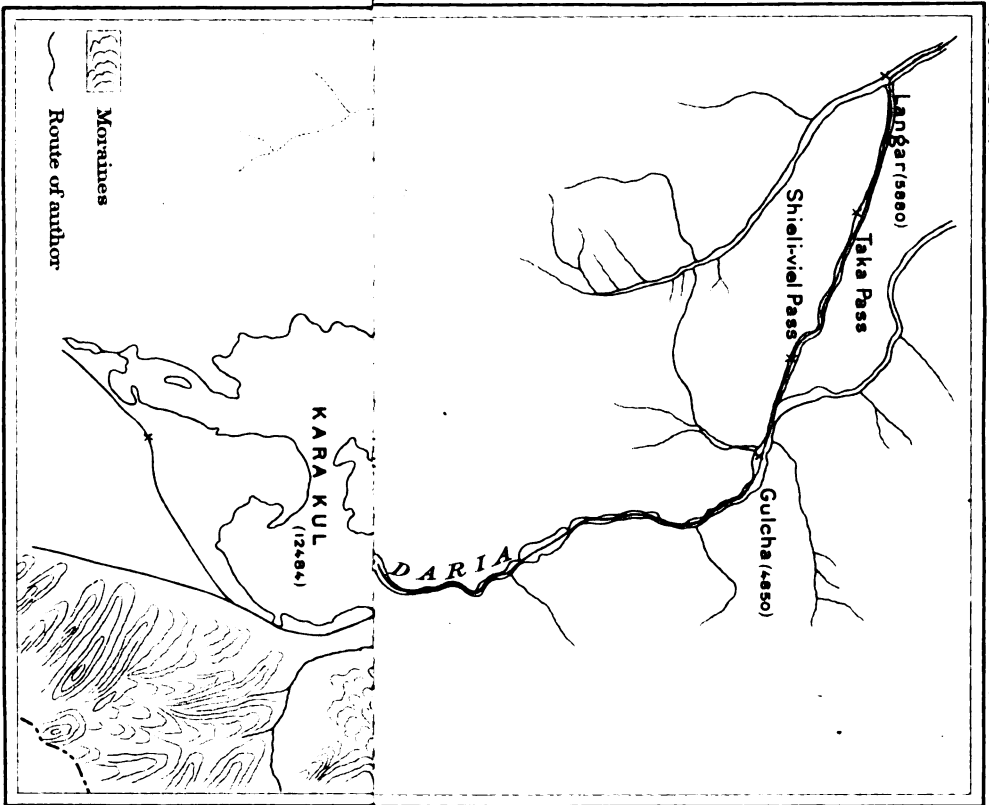 Langar (5880)
Taka Pass
Shieli-viel Pass
Gulcha (4850)
DARIA
KARA KUL
(12484)
Moraines
Route of author